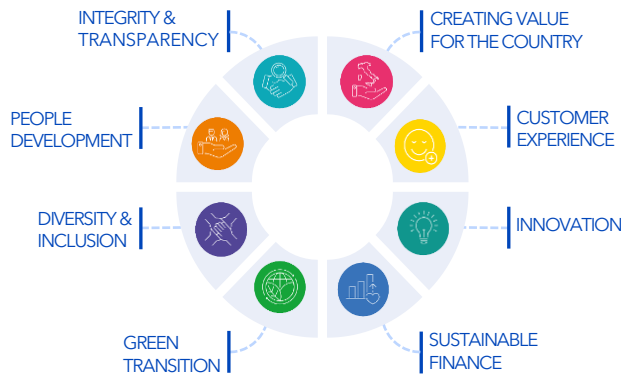 INTEGRITY &
TRANSPARENCY
CREATING VALUE
FOR THE COUNTRY
PEOPLE
DEVELOPMENT
CUSTOMER
EXPERIENCE
DIVERSITY &
INCLUSION
INNOVATION
GREEN
TRANSITION
SUSTAINABLE
FINANCE